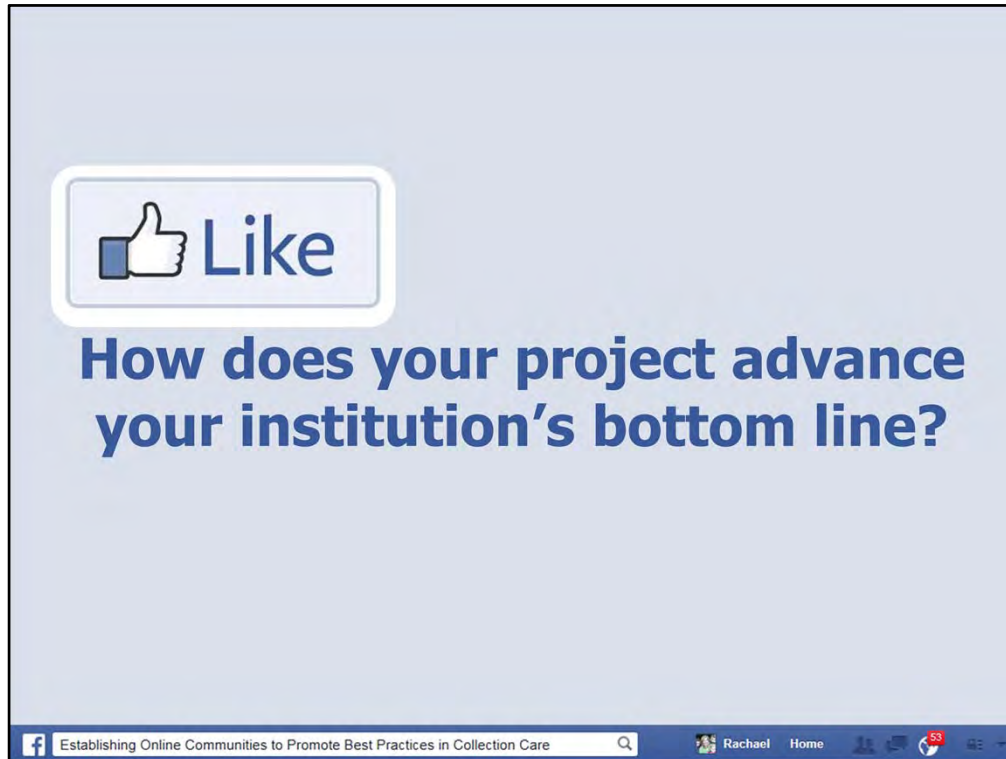 Like
How does your project advance
your institution’s bottom line?
f Establishing Online Communities to Promote Best Practices in Collection Care Rachael Home 53